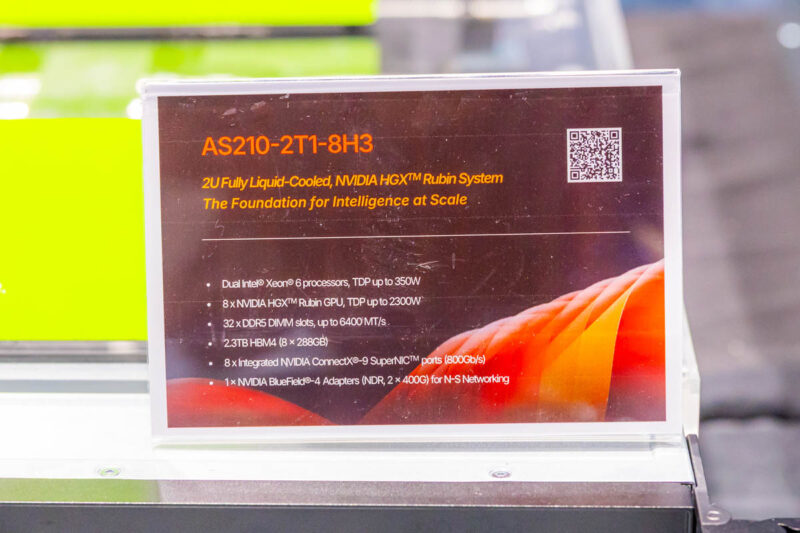 AS210-2T1-8H3
2U Fully Liquid-Cooled, NVIDIA HGX™ Rubin System
The Foundation for Intelligence at Scale
• Dual Intel® Xeon® 6 processors, TDP up to 350W
• 8 x NVIDIA HGX™ Rubin GPU, TDP up to 2300W
• 32 x DDR5 DIMM slots, up to 6400 MT/s
• 2.3TB HBM4 (8 × 288GB)
• 8 x Integrated NVIDIA ConnectX®-9 SuperNIC™ ports (800Gb/s)
• 1 × NVIDIA BlueField®-4 Adapters (NDR, 2 × 400G) for N-S Networking